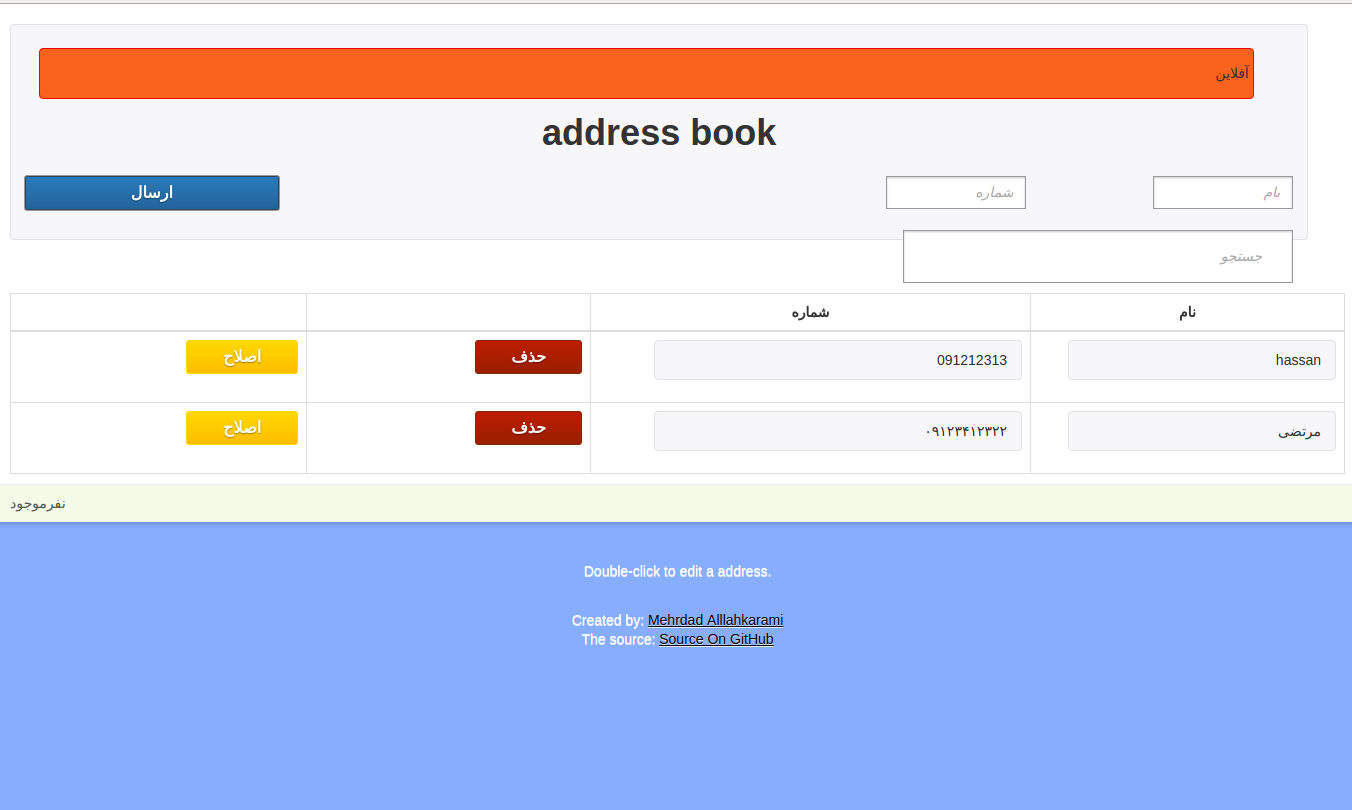 آفلاین
address book
نام شماره ارسال
جستجو
نام شماره
hassan 091212313 حذف اصلاح
مرتضی ۰۹۱۲۳۴۱۲۳۲۲ حذف اصلاح
نفرموجود
Double-click to edit a address.
Created by: Mehrdad Alllahkarami
The source: Source On GitHub